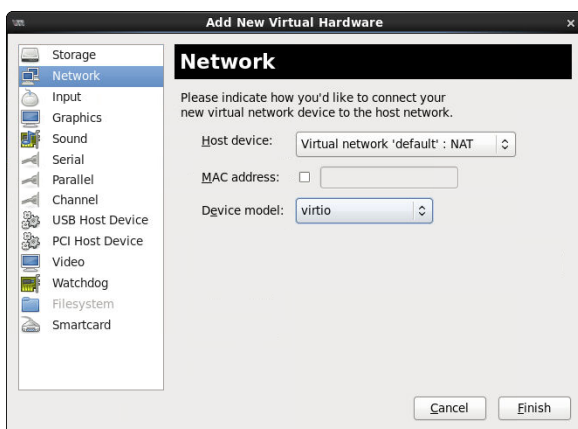 Add New Virtual Hardware
Storage
Network
Input
Graphics
Sound
Serial
Parallel
Channel
USB Host Device
PCI Host Device
Video
Watchdog
Filesystem
Smartcard
Network
Please indicate how you'd like to connect your
new virtual network device to the host network.
Host device: Virtual network 'default' : NAT
MAC address:
Device model: virtio
Cancel Finish